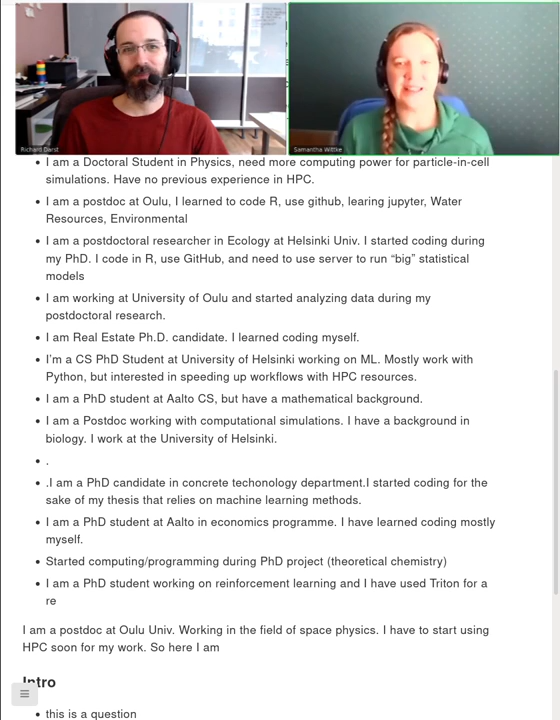 Richard Darst
Samantha Wittke
I am a Doctoral Student in Physics, need more computing power for particle-in-cell
simulations. Have no previous experience in HPC.
I am a postdoc at Oulu, I learned to code R, use github, learing jupyter, Water
Resources, Environmental
I am a postdoctoral researcher in Ecology at Helsinki Univ. I started coding during
my PhD. I code in R, use GitHub, and need to use server to run “big” statistical
models
I am working at University of Oulu and started analyzing data during my
postdoctoral research.
I am Real Estate Ph.D. candidate. I learned coding myself.
I’m a CS PhD Student at University of Helsinki working on ML. Mostly work with
Python, but interested in speeding up workflows with HPC resources.
I am a PhD student at Aalto CS, but have a mathematical background.
I am a Postdoc working with computational simulations. I have a background in
biology. I work at the University of Helsinki.
.
.I am a PhD candidate in concrete techonology department.I started coding for the
sake of my thesis that relies on machine learning methods.
I am a PhD student at Aalto in economics programme. I have learned coding mostly
myself.
Started computing/programming during PhD project (theoretical chemistry)
I am a PhD student working on reinforcement learning and I have used Triton for a
re
I am a postdoc at Oulu Univ. Working in the field of space physics. I have to start using
HPC soon for my work. So here I am
Intro
this is a question